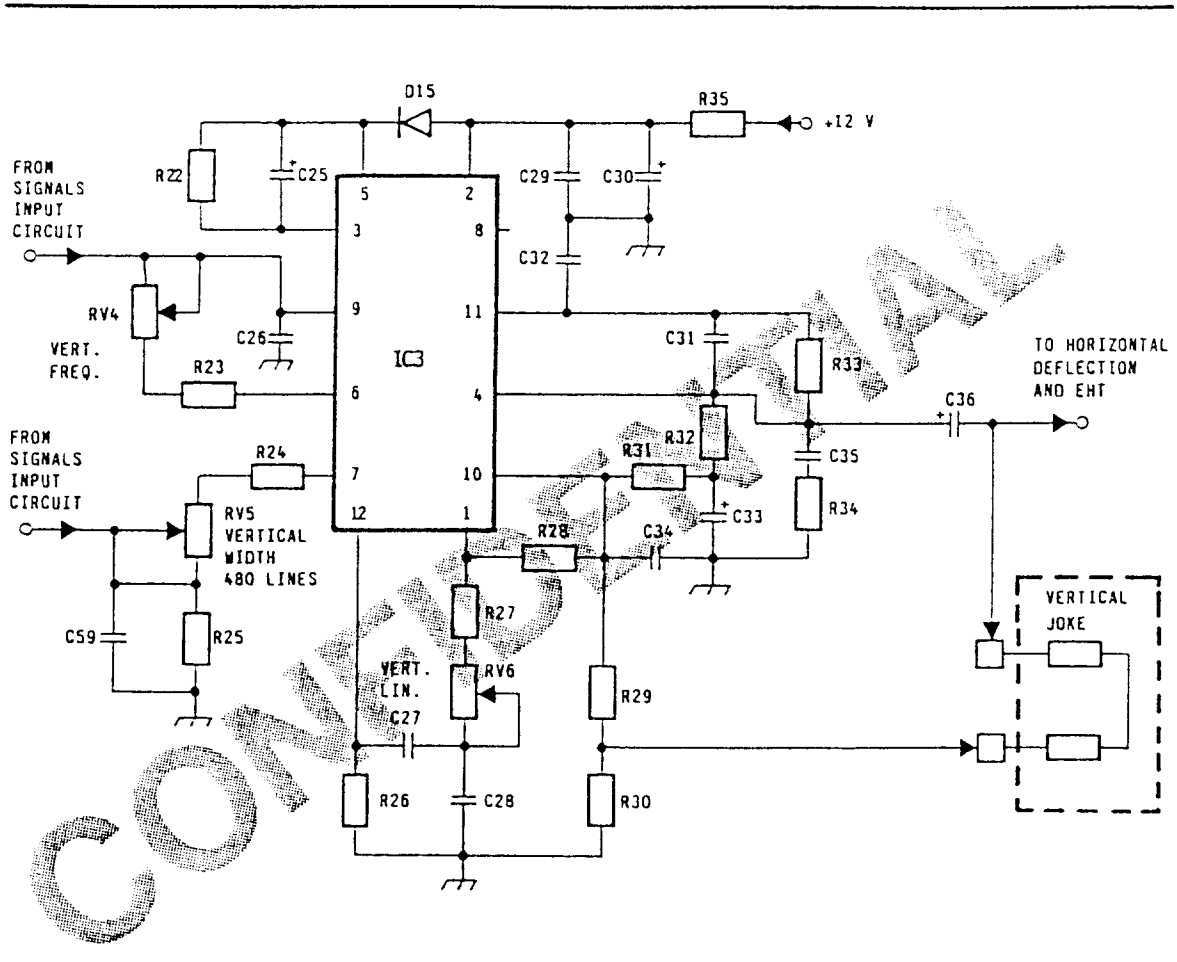 D15
R35
+12 V
FROM
SIGNALS
INPUT
CIRCUIT
R22
+
C25
5
2
C29
C30
+
3
8
C32
RV4
9
11
C26
C31
VERT.
FREQ.
IC3
R33
TO HORIZONTAL
DEFLECTION
AND EHT
R23
6
4
C36
+
FROM
SIGNALS
INPUT
CIRCUIT
R24
R31
R32
C35
7
10
RV5
VERTICAL
WIDTH
480 LINES
12
1
R28
C34
+
C33
R34
C59
R25
R27
VERTICAL
JOKE
VERT.
LIN.
RV6
R29
C27
R26
C28
R30
CONFIDENTIAL